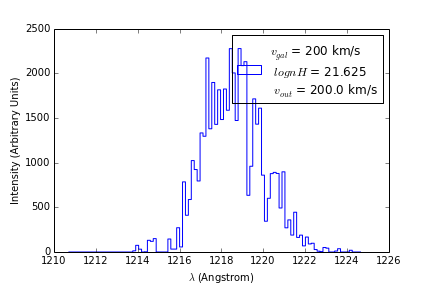 2500
2000
1500
1000
500
0
Intensity (Arbitrary Units)
v_gal = 200 km/s
lognH = 21.625
v_out = 200.0 km/s
1210 1212 1214 1216 1218 1220 1222 1224 1226
λ (Angstrom)